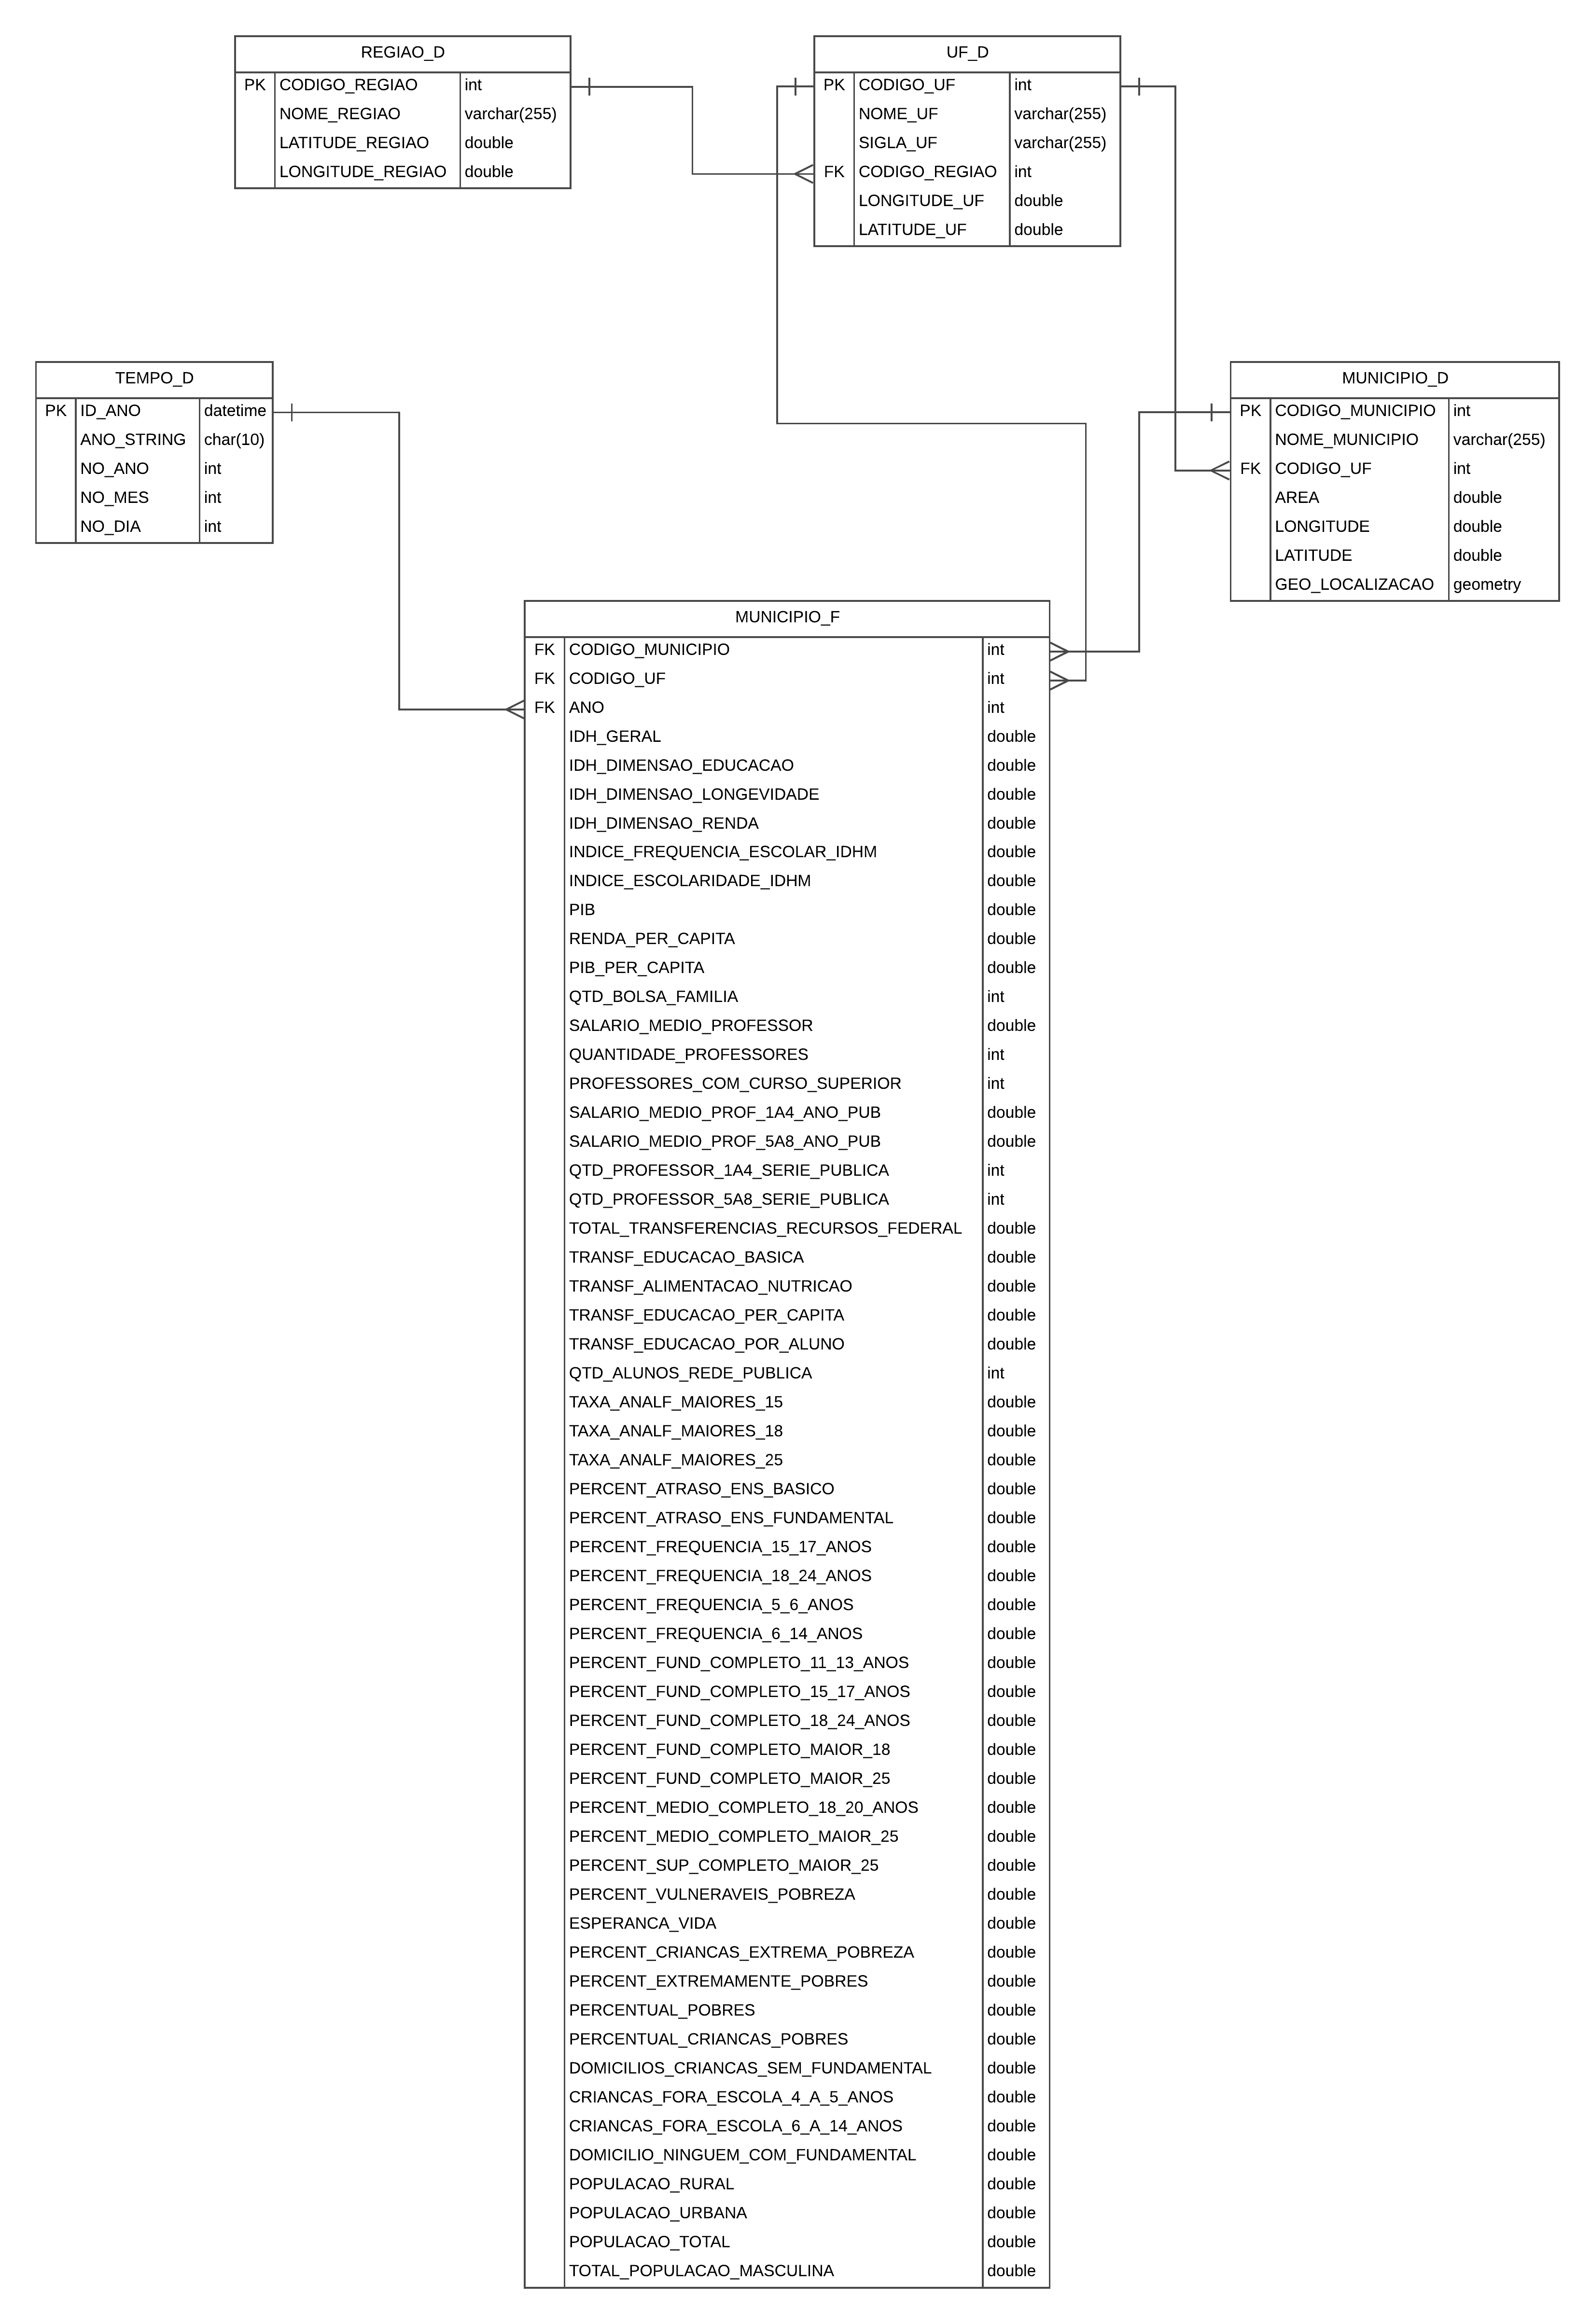 REGIAO_D
PK CODIGO_REGIAO int
NOME_REGIAO varchar(255)
LATITUDE_REGIAO double
LONGITUDE_REGIAO double
UF_D
PK CODIGO_UF int
NOME_UF varchar(255)
SIGLA_UF varchar(255)
FK CODIGO_REGIAO int
LONGITUDE_UF double
LATITUDE_UF double
TEMPO_D
PK ID_ANO datetime
ANO_STRING char(10)
NO_ANO int
NO_MES int
NO_DIA int
MUNICIPIO_D
PK CODIGO_MUNICIPIO int
NOME_MUNICIPIO varchar(255)
FK CODIGO_UF int
AREA double
LONGITUDE double
LATITUDE double
GEO_LOCALIZACAO geometry
MUNICIPIO_F
FK CODIGO_MUNICIPIO int
FK CODIGO_UF int
FK ANO int
IDH_GERAL double
IDH_DIMENSAO_EDUCACAO double
IDH_DIMENSAO_LONGEVIDADE double
IDH_DIMENSAO_RENDA double
INDICE_FREQUENCIA_ESCOLAR_IDHM double
INDICE_ESCOLARIDADE_IDHM double
PIB double
RENDA_PER_CAPITA double
PIB_PER_CAPITA double
QTD_BOLSA_FAMILIA int
SALARIO_MEDIO_PROFESSOR double
QUANTIDADE_PROFESSORES int
PROFESSORES_COM_CURSO_SUPERIOR int
SALARIO_MEDIO_PROF_1A4_ANO_PUB double
SALARIO_MEDIO_PROF_5A8_ANO_PUB double
QTD_PROFESSOR_1A4_SERIE_PUBLICA int
QTD_PROFESSOR_5A8_SERIE_PUBLICA int
TOTAL_TRANSFERENCIAS_RECURSOS_FEDERAL double
TRANSF_EDUCACAO_BASICA double
TRANSF_ALIMENTACAO_NUTRICAO double
TRANSF_EDUCACAO_PER_CAPITA double
TRANSF_EDUCACAO_POR_ALUNO double
QTD_ALUNOS_REDE_PUBLICA int
TAXA_ANALF_MAIORES_15 double
TAXA_ANALF_MAIORES_18 double
TAXA_ANALF_MAIORES_25 double
PERCENT_ATRASO_ENS_BASICO double
PERCENT_ATRASO_ENS_FUNDAMENTAL double
PERCENT_FREQUENCIA_15_17_ANOS double
PERCENT_FREQUENCIA_18_24_ANOS double
PERCENT_FREQUENCIA_5_6_ANOS double
PERCENT_FREQUENCIA_6_14_ANOS double
PERCENT_FUND_COMPLETO_11_13_ANOS double
PERCENT_FUND_COMPLETO_15_17_ANOS double
PERCENT_FUND_COMPLETO_18_24_ANOS double
PERCENT_FUND_COMPLETO_MAIOR_18 double
PERCENT_FUND_COMPLETO_MAIOR_25 double
PERCENT_MEDIO_COMPLETO_18_20_ANOS double
PERCENT_MEDIO_COMPLETO_MAIOR_25 double
PERCENT_SUP_COMPLETO_MAIOR_25 double
PERCENT_VULNERAVEIS_POBREZA double
ESPERANCA_VIDA double
PERCENT_CRIANCAS_EXTREMA_POBREZA double
PERCENT_EXTREMAMENTE_POBRES double
PERCENTUAL_POBRES double
PERCENTUAL_CRIANCAS_POBRES double
DOMICILIOS_CRIANCAS_SEM_FUNDAMENTAL double
CRIANCAS_FORA_ESCOLA_4_A_5_ANOS double
CRIANCAS_FORA_ESCOLA_6_A_14_ANOS double
DOMICILIO_NINGUEM_COM_FUNDAMENTAL double
POPULACAO_RURAL double
POPULACAO_URBANA double
POPULACAO_TOTAL double
TOTAL_POPULACAO_MASCULINA double